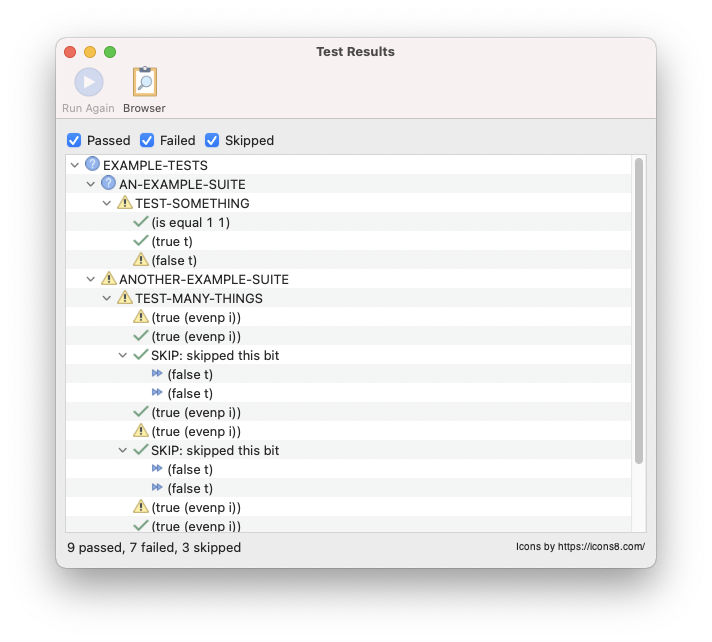 Test Results
Run Again Browser
Passed Failed Skipped
EXAMPLE-TESTS
AN-EXAMPLE-SUITE
TEST-SOMETHING
(is equal 1 1)
(true t)
(false t)
ANOTHER-EXAMPLE-SUITE
TEST-MANY-THINGS
(true (evenp i))
(true (evenp i))
SKIP: skipped this bit
(false t)
(false t)
(true (evenp i))
(true (evenp i))
SKIP: skipped this bit
(false t)
(false t)
(true (evenp i))
(true (evenp i))
9 passed, 7 failed, 3 skipped Icons by https://icons8.com/